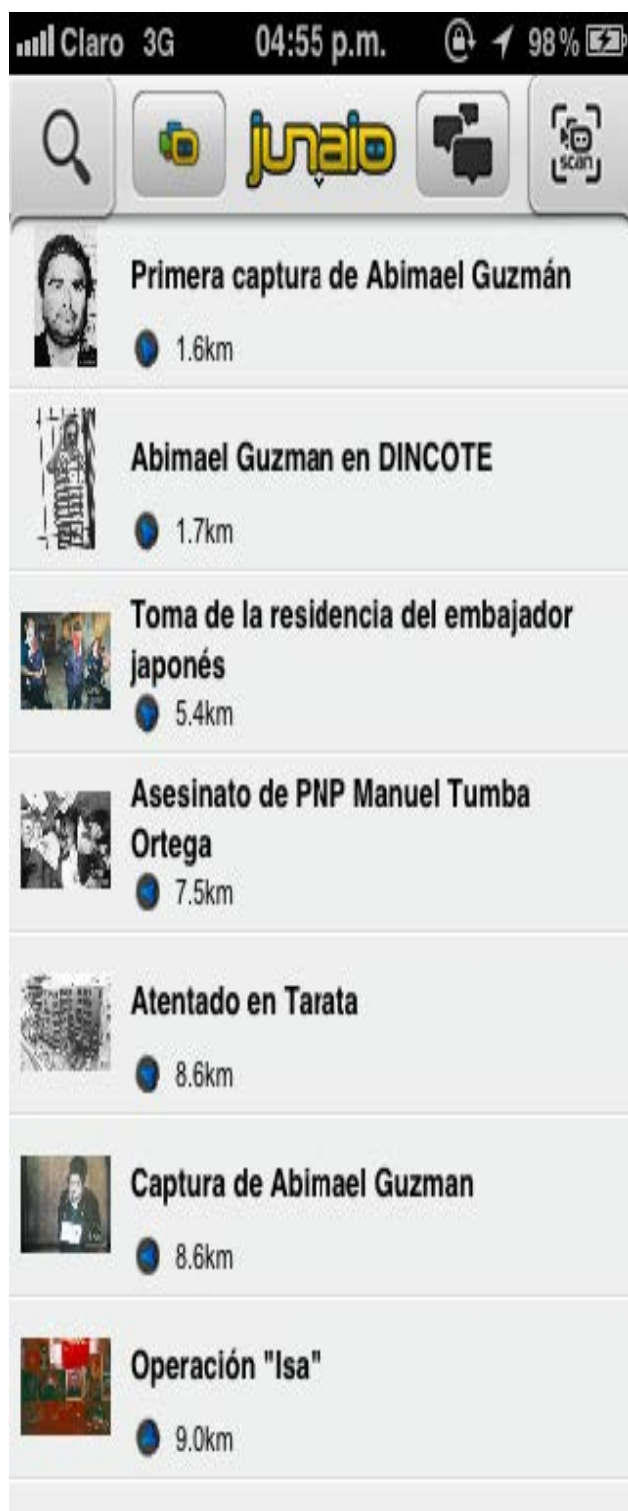 Claro 3G 04:55 p.m. 98%
junaio
scan
Primera captura de Abimael Guzmán
1.6km
Abimael Guzman en DINCOTE
1.7km
Toma de la residencia del embajador
japonés
5.4km
Asesinato de PNP Manuel Tumba
Ortega
7.5km
Atentado en Tarata
8.6km
Captura de Abimael Guzman
8.6km
Operación "Isa"
9.0km